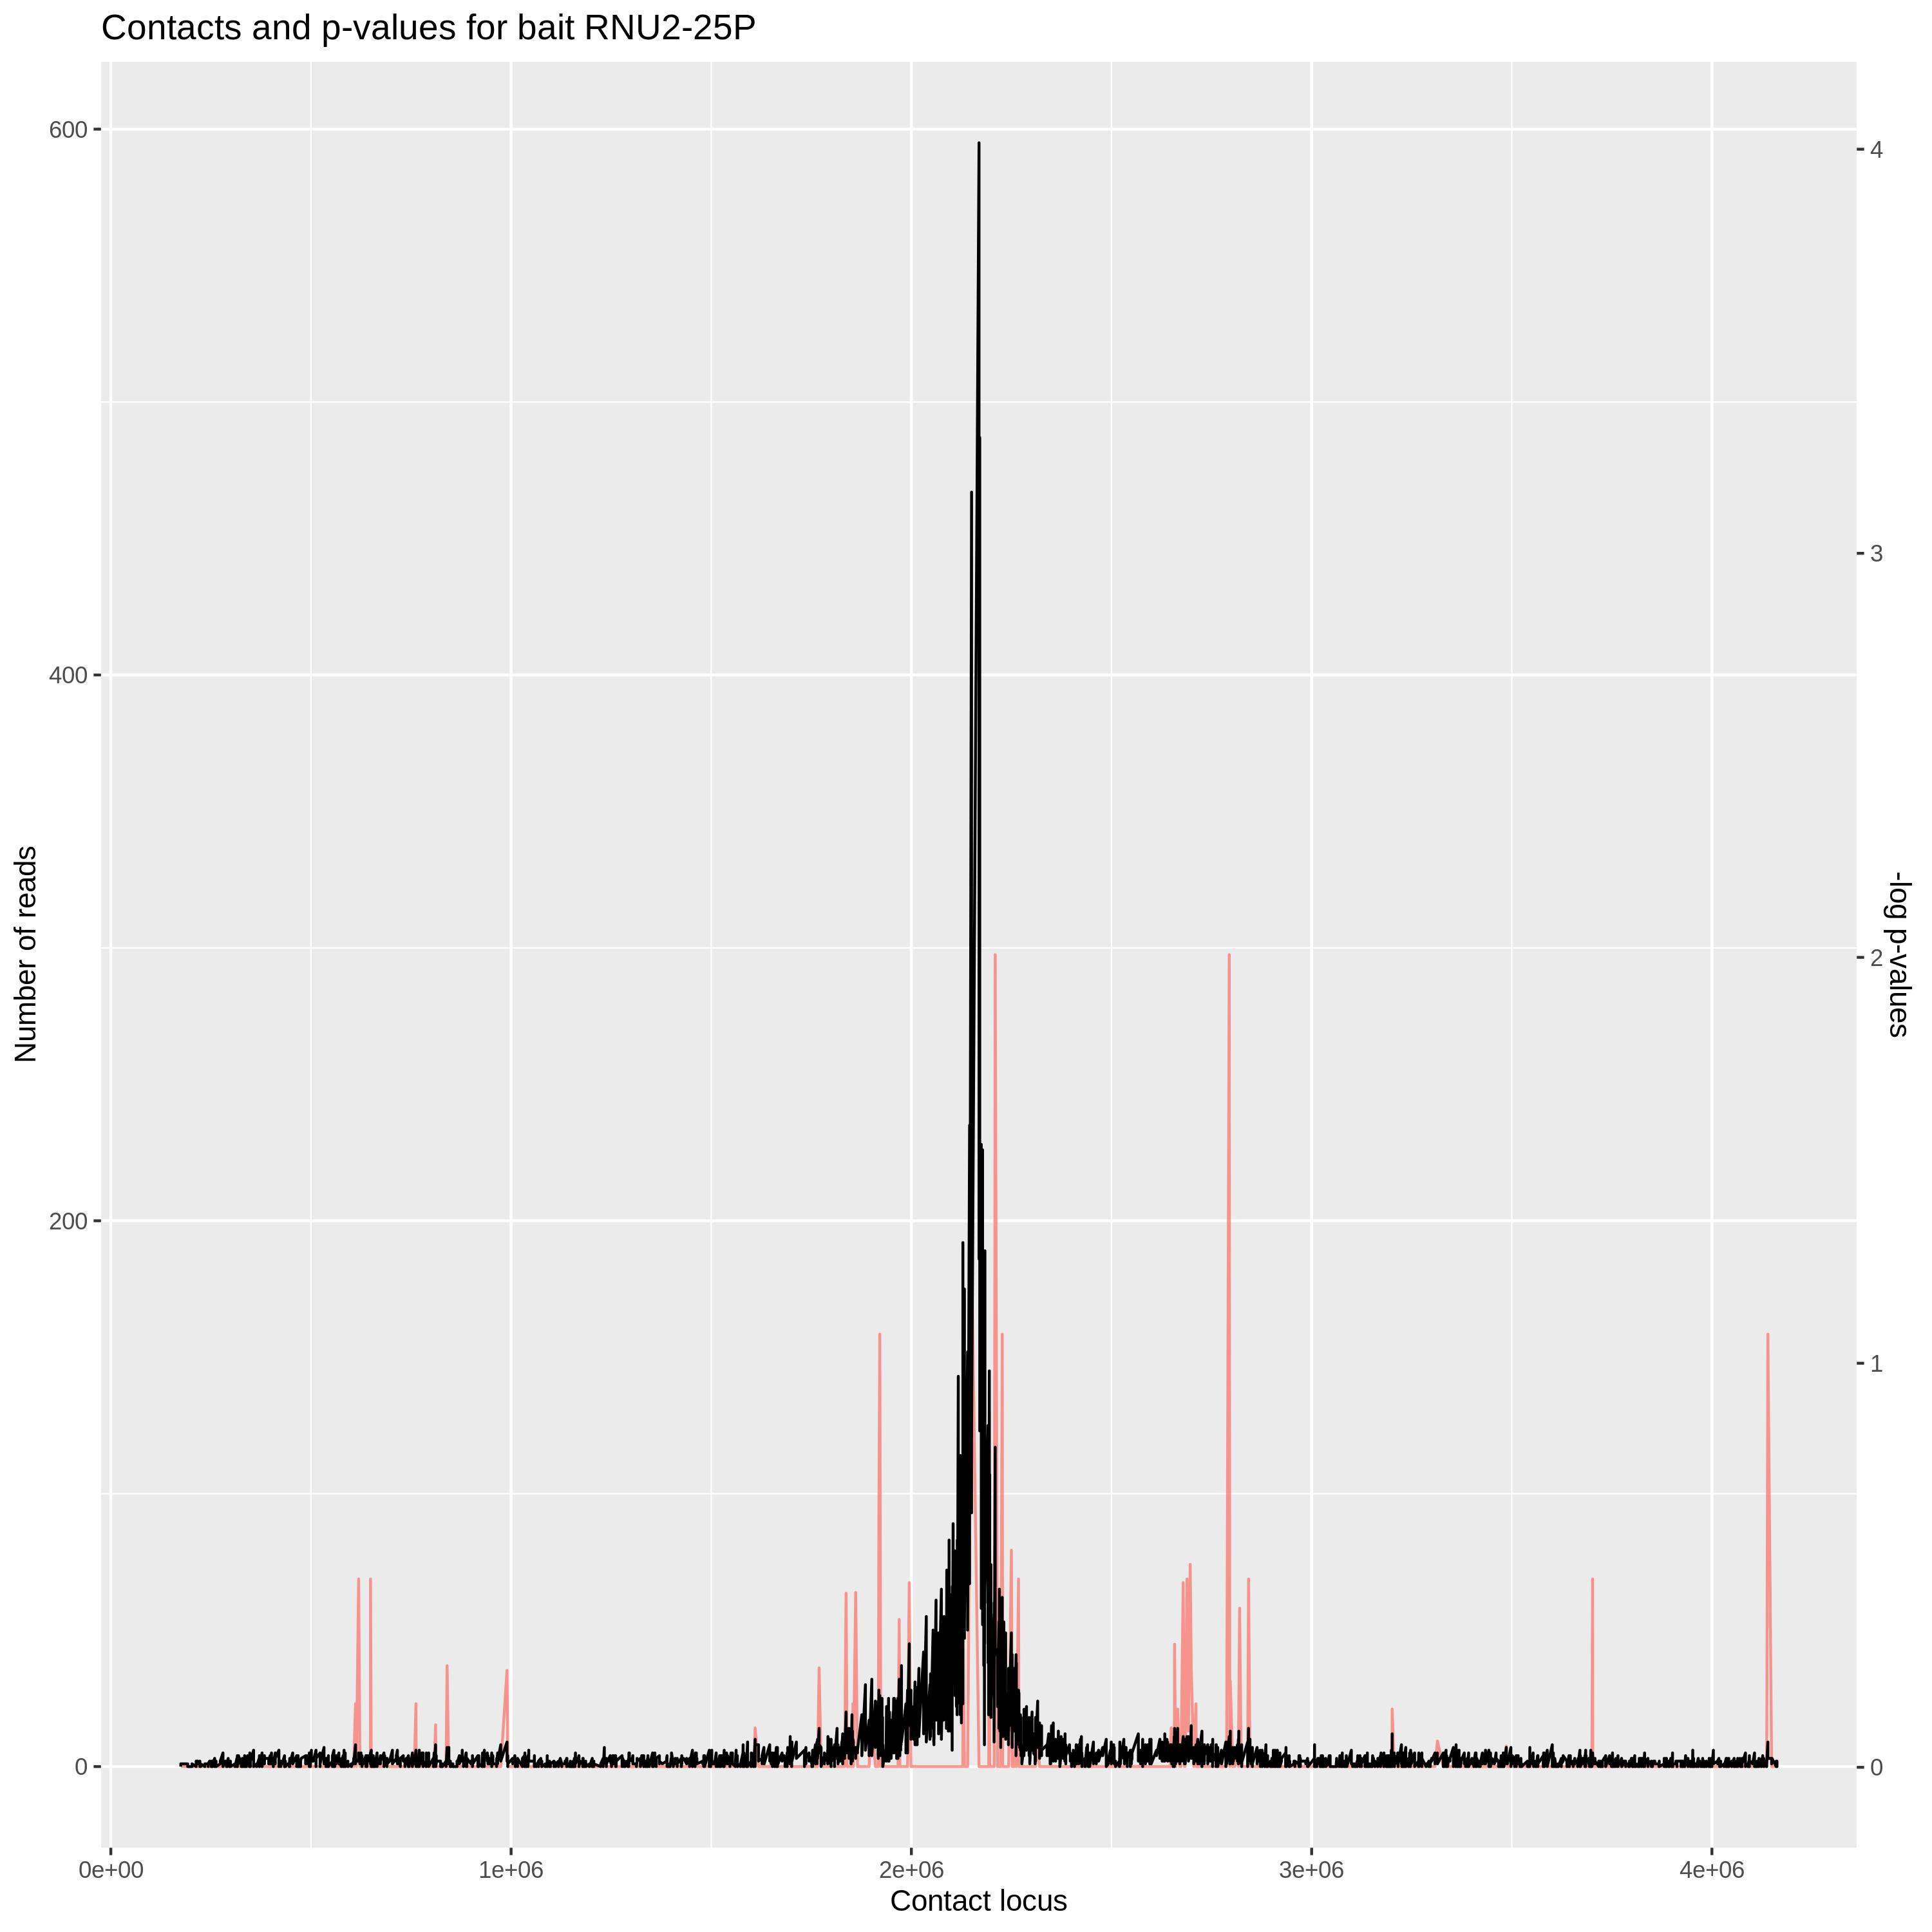 Contacts and p-values for bait RNU2-25P
600
400
200
0
Number of reads
4
3
2
1
0
-log p-values
0e+00
1e+06
2e+06
3e+06
4e+06
Contact locus